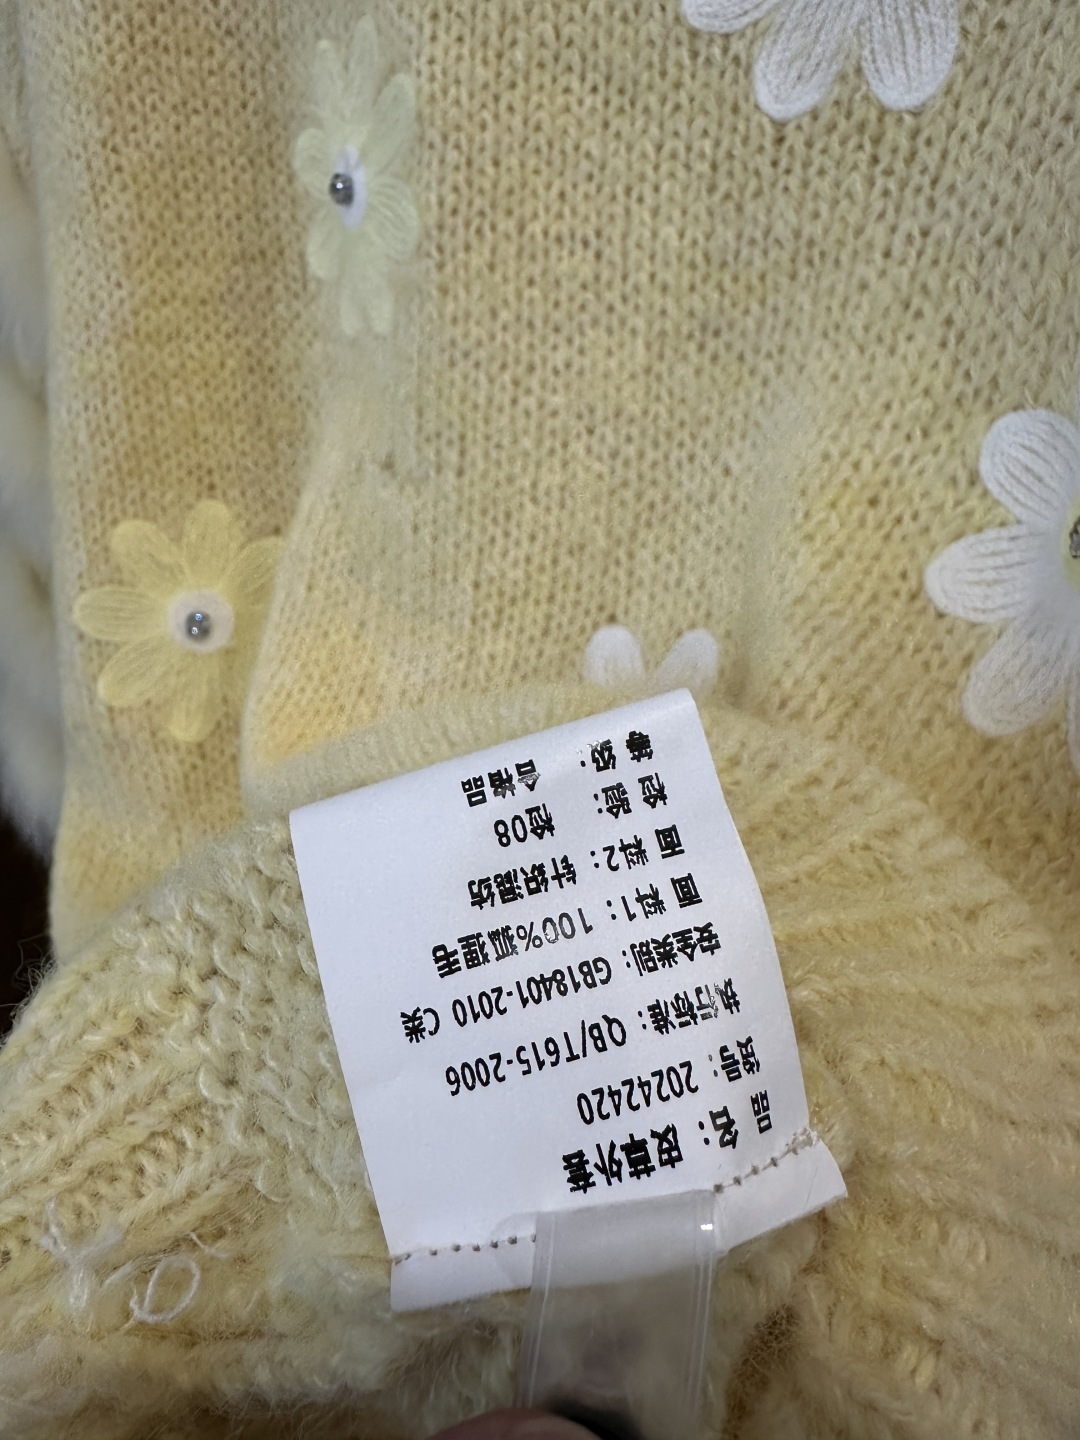 品 名：皮草外套
货号：20242420
执行标准：QB/T615-2006
安全类别：GB18401-2010 C类
面 料1：100%狐狸毛
面 料2：针织混纺
检 验：检08
等 级：合格品